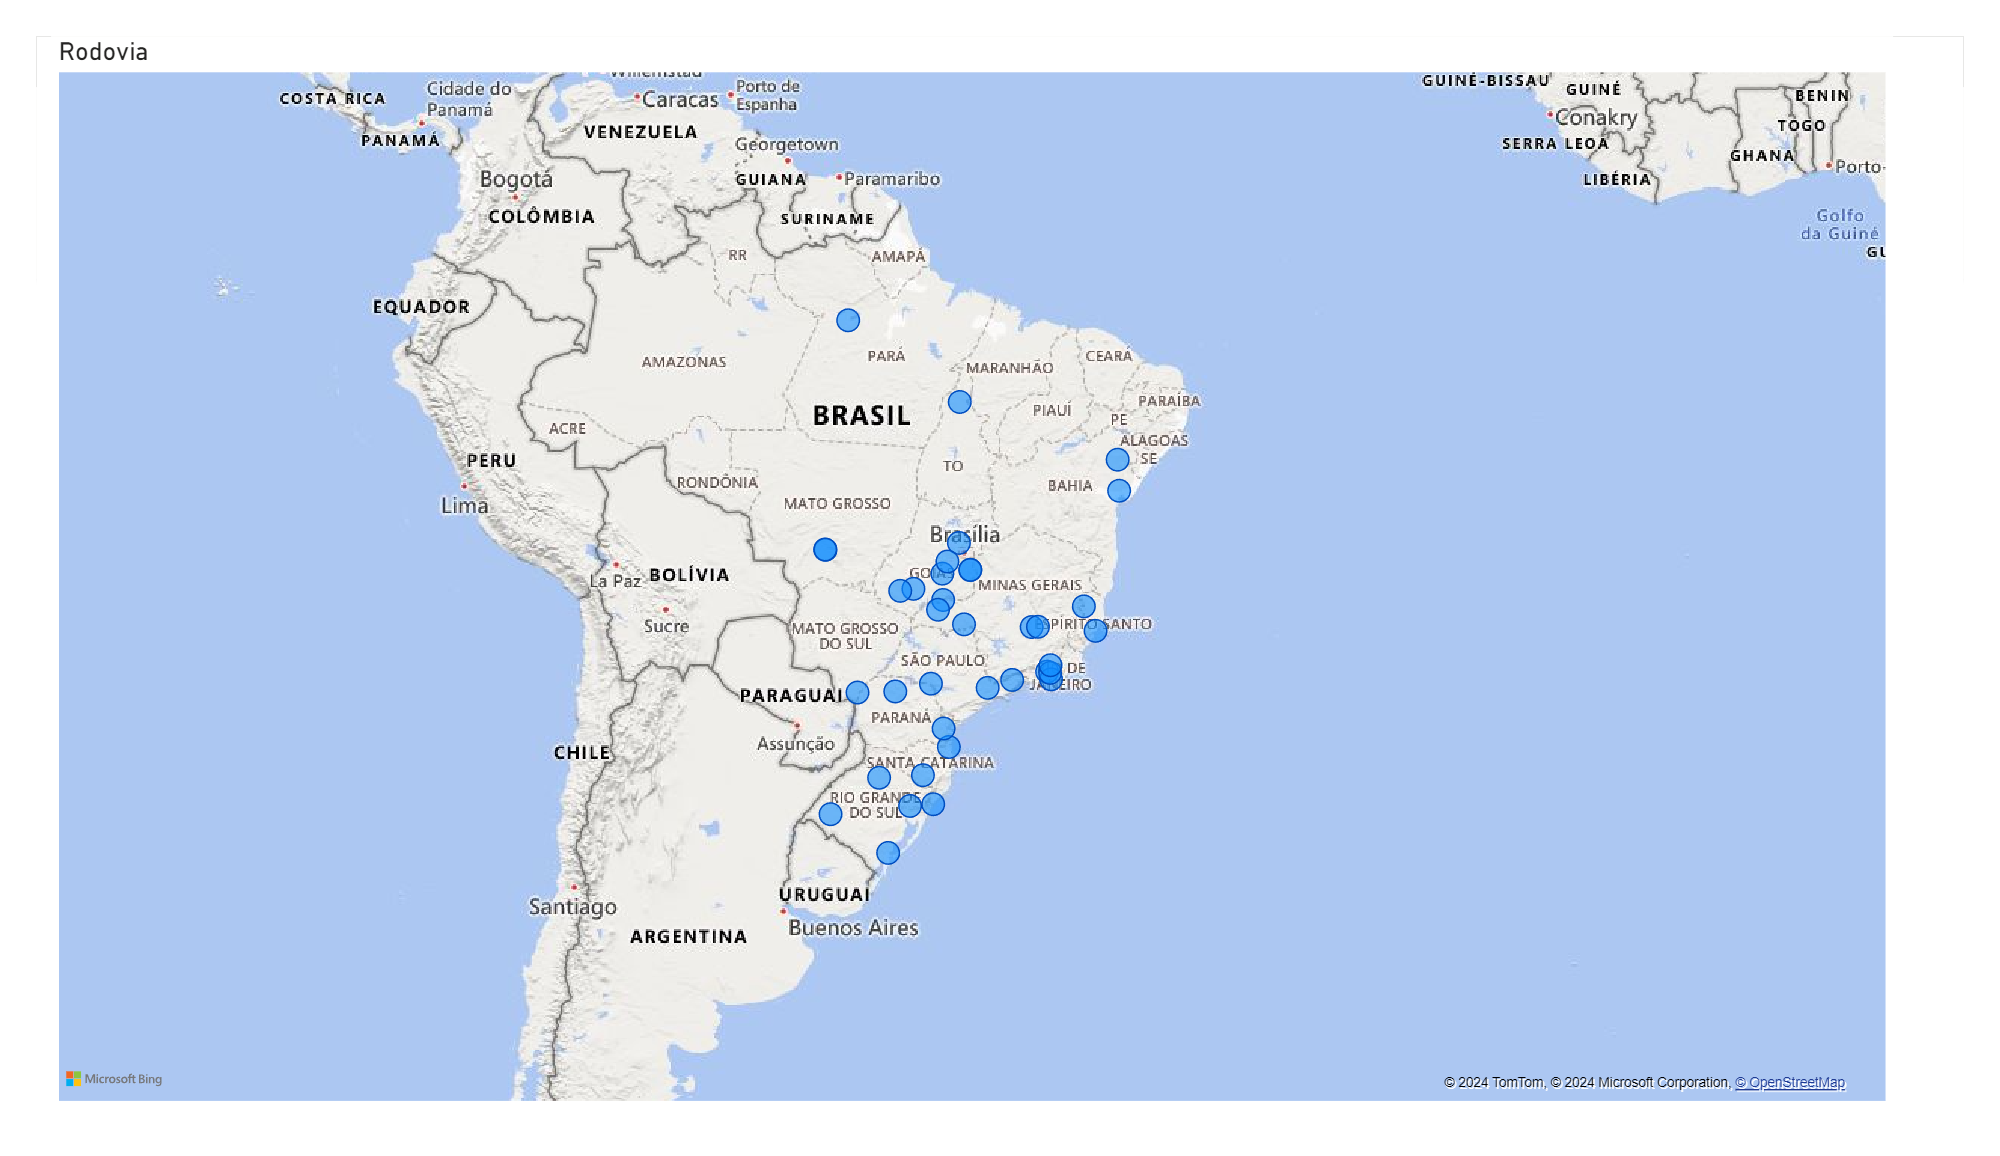 Rodovia
Willemstad
COSTA RICA
Cidade do
Panamá
PANAMÁ
Caracas
Porto de
Espanha
VENEZUELA
Georgetown
GUIANA
Paramaribo
SURINAME
Bogotá
COLÔMBIA
GUINÉ-BISSAU
GUINÉ
BENIN
Conakry
TOGO
SERRA LEOA
GHANA
Porto-
LIBÉRIA
Golfo
da Guiné
GU
RR
AMAPÁ
EQUADOR
AMAZONAS
PARÁ
MARANHÃO
CEARÁ
BRASIL
PIAUÍ
PARAÍBA
PE
ACRE
ALAGOAS
SE
PERU
TO
RONDÔNIA
BAHIA
Lima
MATO GROSSO
Brasília
La Paz
BOLÍVIA
GOIÁS
MINAS GERAIS
Sucre
MATO GROSSO
DO SUL
ESPÍRITO SANTO
SÃO PAULO
DE
JANEIRO
PARAGUAI
PARANÁ
Assunção
CHILE
SANTA CATARINA
RIO GRANDE
DO SUL
URUGUAI
Santiago
Buenos Aires
ARGENTINA
Microsoft Bing
© 2024 TomTom, © 2024 Microsoft Corporation, © OpenStreetMap